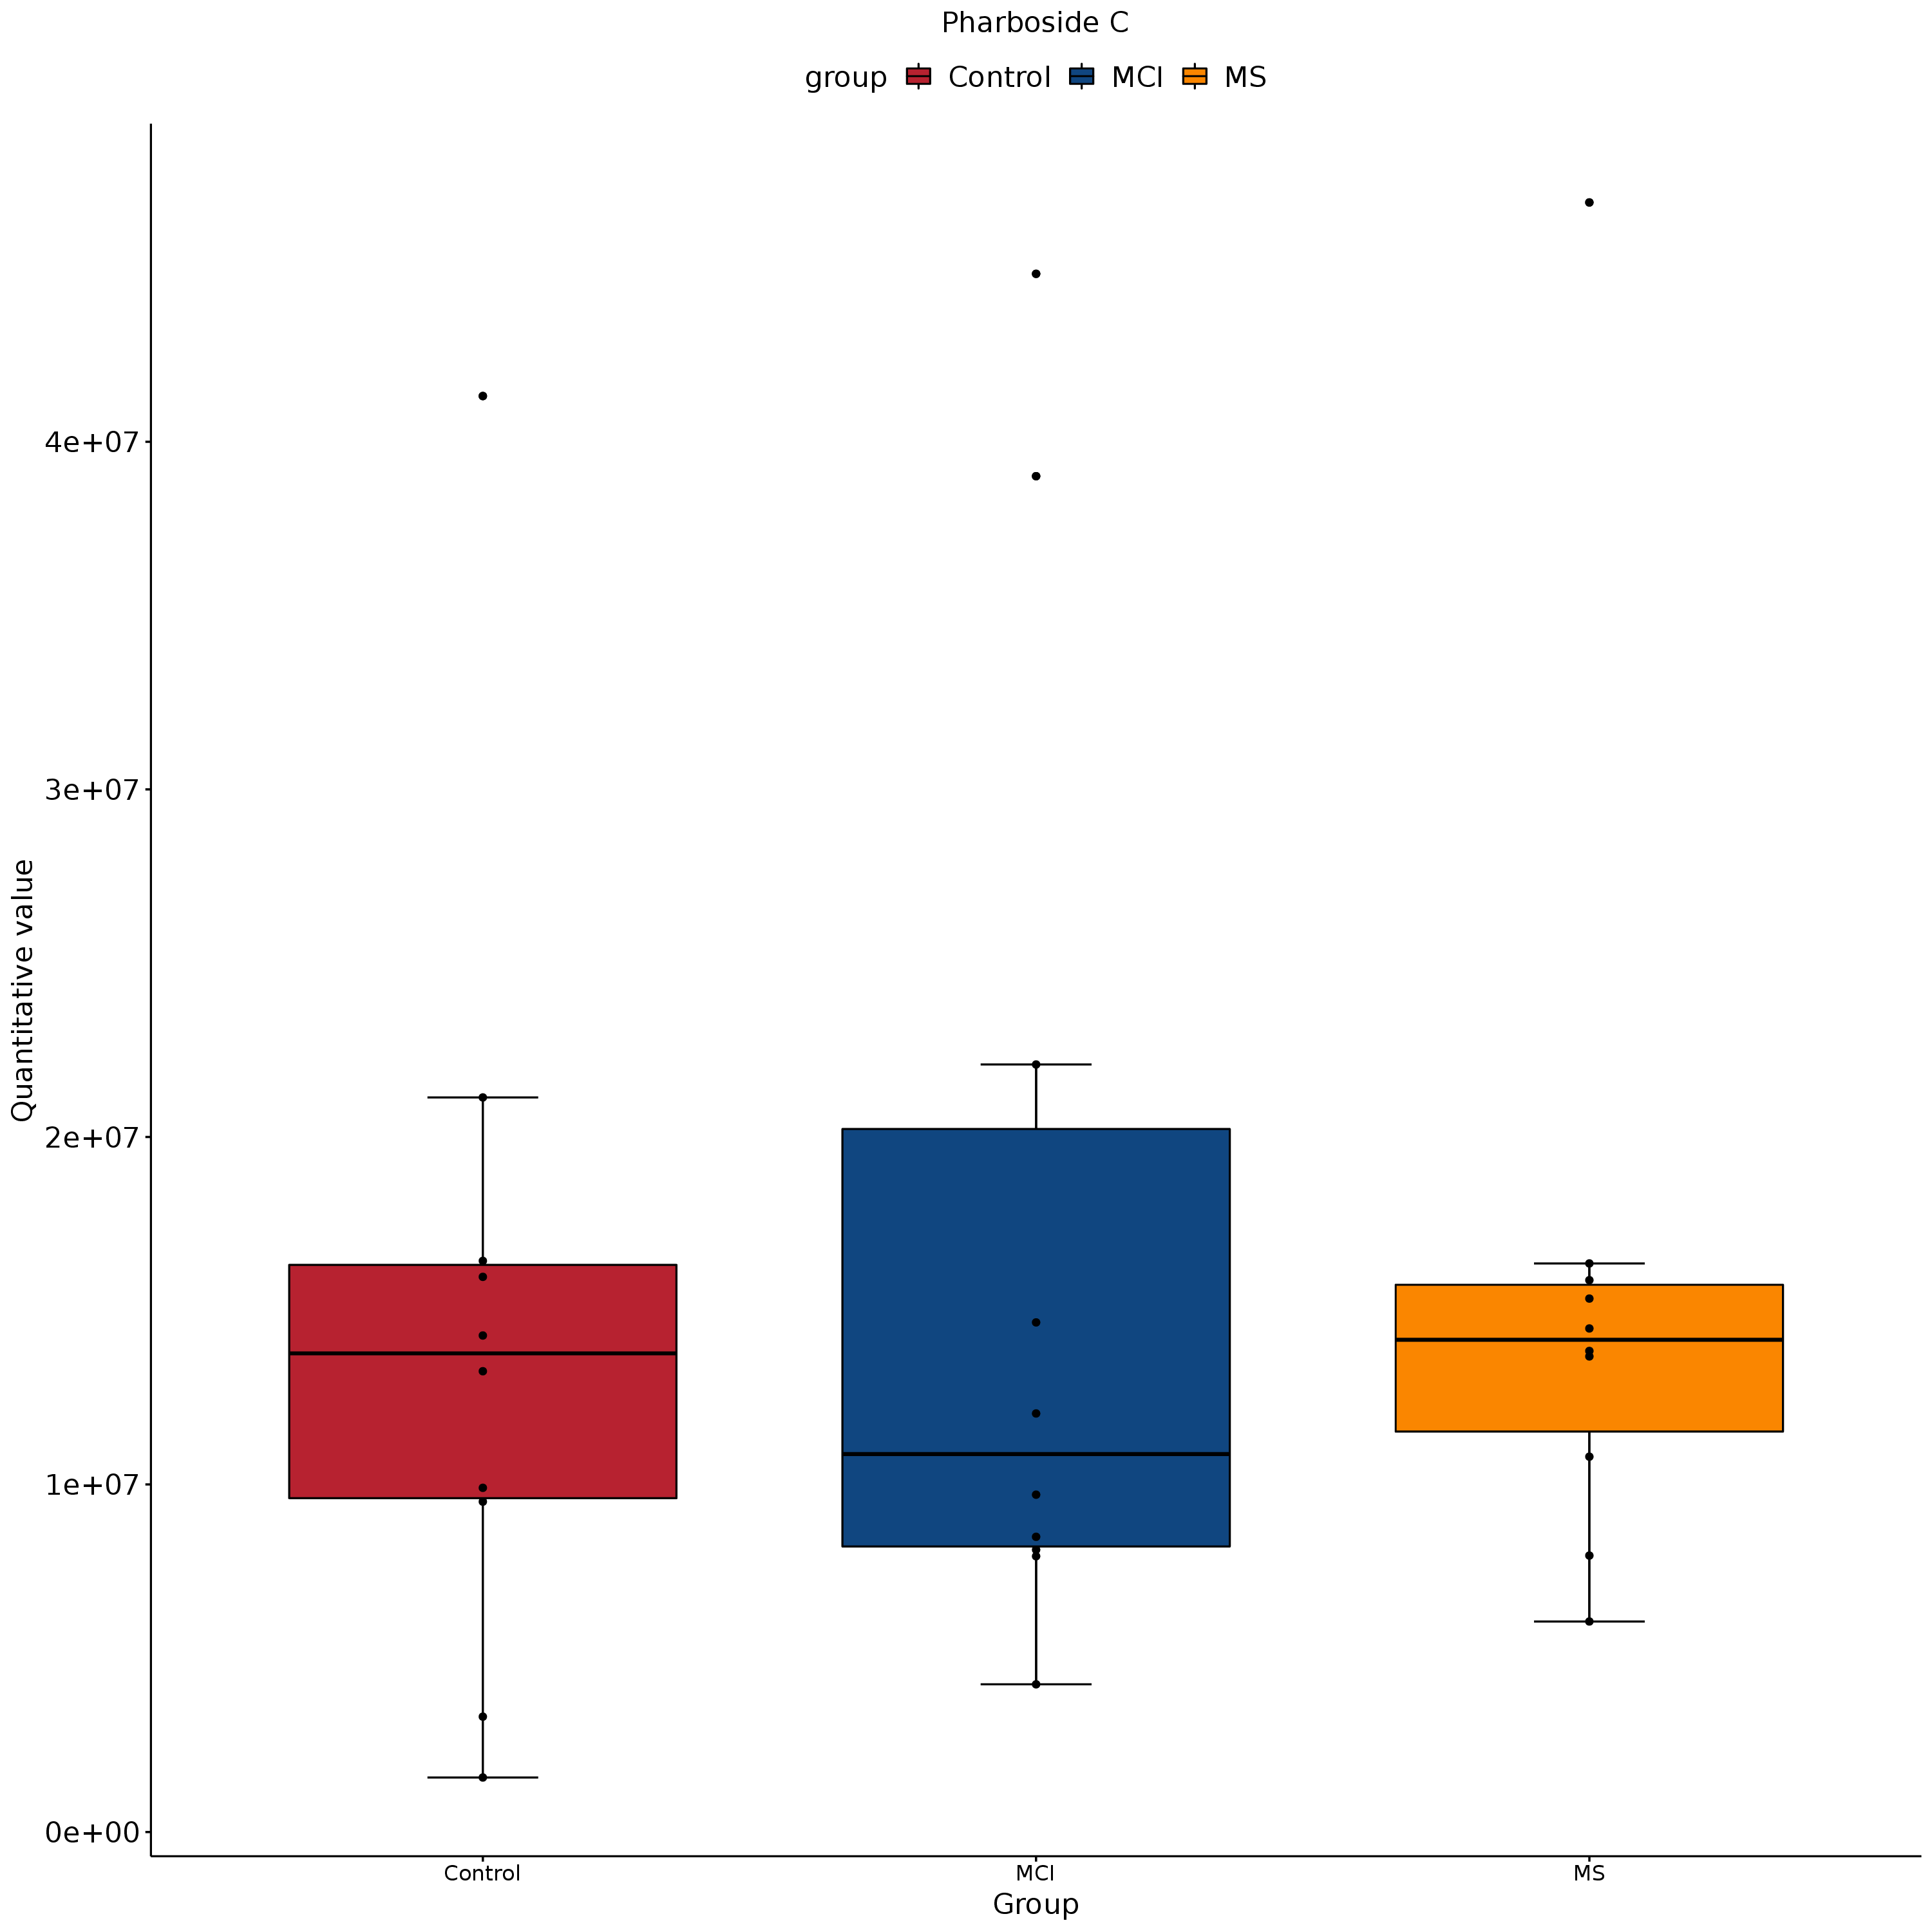 Pharboside C
group Control MCI MS
Quantitative value
4e+07
3e+07
2e+07
1e+07
0e+00
Control MCI MS
Group